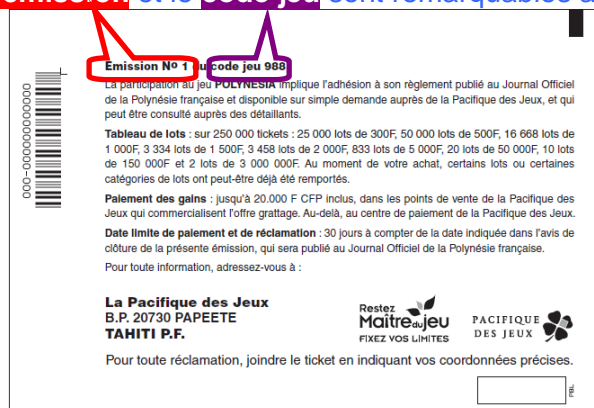 émission et le code jeu sont remarquables
Emission Nº 1 du code jeu 988
La participation au jeu POLYNESIA implique l'adhésion à son règlement publié au Journal Officiel
de la Polynésie française et disponible sur simple demande auprès de la Pacifique des Jeux, et qui
peut être consulté auprès des détaillants.
Tableau de lots : sur 250 000 tickets : 25 000 lots de 300F, 50 000 lots de 500F, 16 668 lots de
1 000F, 3 334 lots de 1 500F, 3 458 lots de 2 000F, 833 lots de 5 000F, 20 lots de 50 000F, 10 lots
de 150 000F et 2 lots de 3 000 000F. Au moment de votre achat, certains lots ou certaines
catégories de lots ont peut-être déjà été remportés.
Paiement des gains : jusqu'à 20.000 F CFP inclus, dans les points de vente de la Pacifique des
Jeux qui commercialisent l'offre grattage. Au-delà, au centre de paiement de la Pacifique des Jeux.
Date limite de paiement et de réclamation : 30 jours à compter de la date indiquée dans l'avis de
clôture de la présente émission, qui sera publié au Journal Officiel de la Polynésie française.
Pour toute information, adressez-vous à :
La Pacifique des Jeux
B.P. 20730 PAPEETE
TAHITI P.F.
Restez
Maître du jeu
FIXEZ VOS LIMITES
PACIFIQUE
DES JEUX
Pour toute réclamation, joindre le ticket en indiquant vos coordonnées précises.
PBL
000-0000000000000